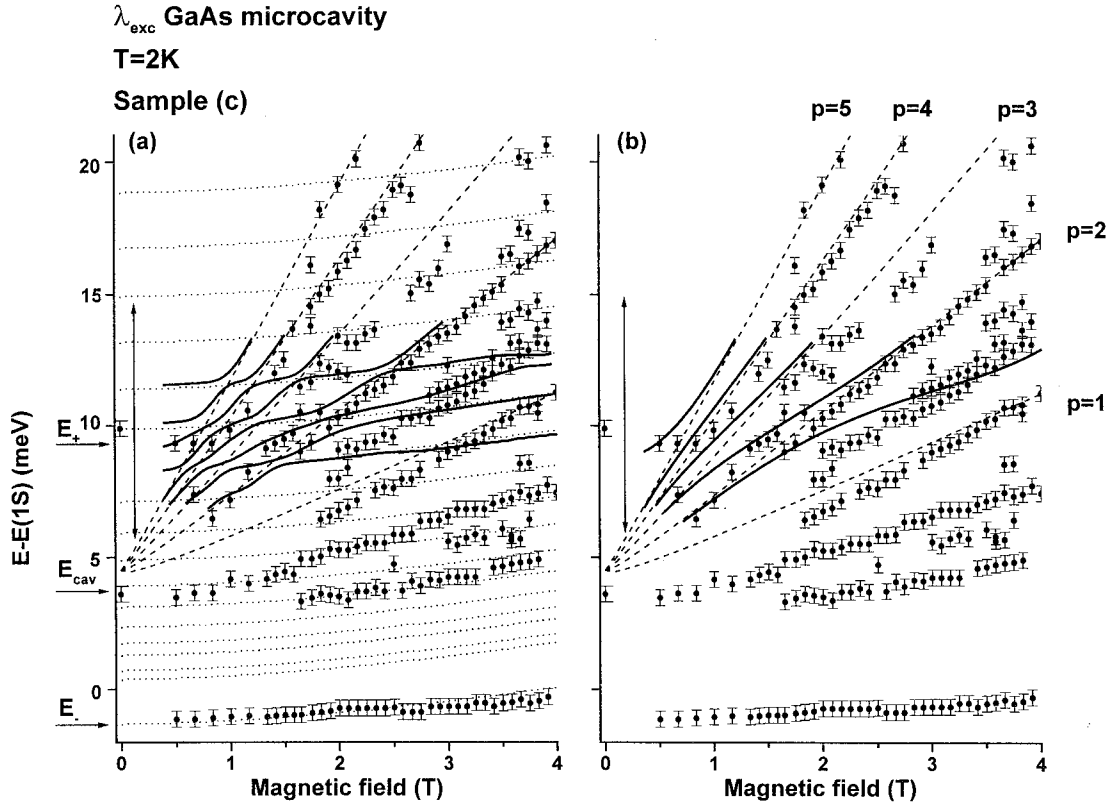 λexc GaAs microcavity
T=2K
Sample (c)
p=5 p=4 p=3
(a) (b)
20
p=2
15
E-E(1S) (meV)
10
E+
p=1
5
Ecav
0
E-
0 1 2 3 4 0 1 2 3 4
Magnetic field (T) Magnetic field (T)